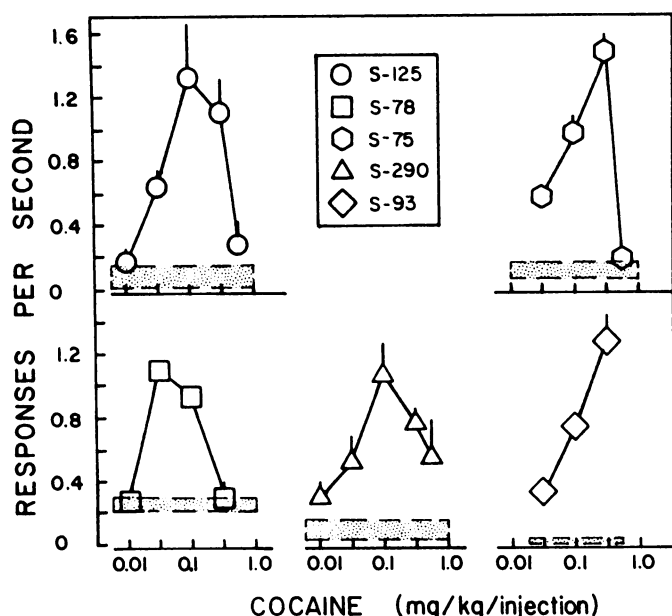 1.6
1.2
0.8
0.4
0
S-125
S-78
S-75
S-290
S-93
1.2
0.8
0.4
0
RESPONSES PER SECOND
0.01 0.1 1.0
0.01 0.1 1.0
0.01 0.1 1.0
COCAINE (mg/kg/injection)